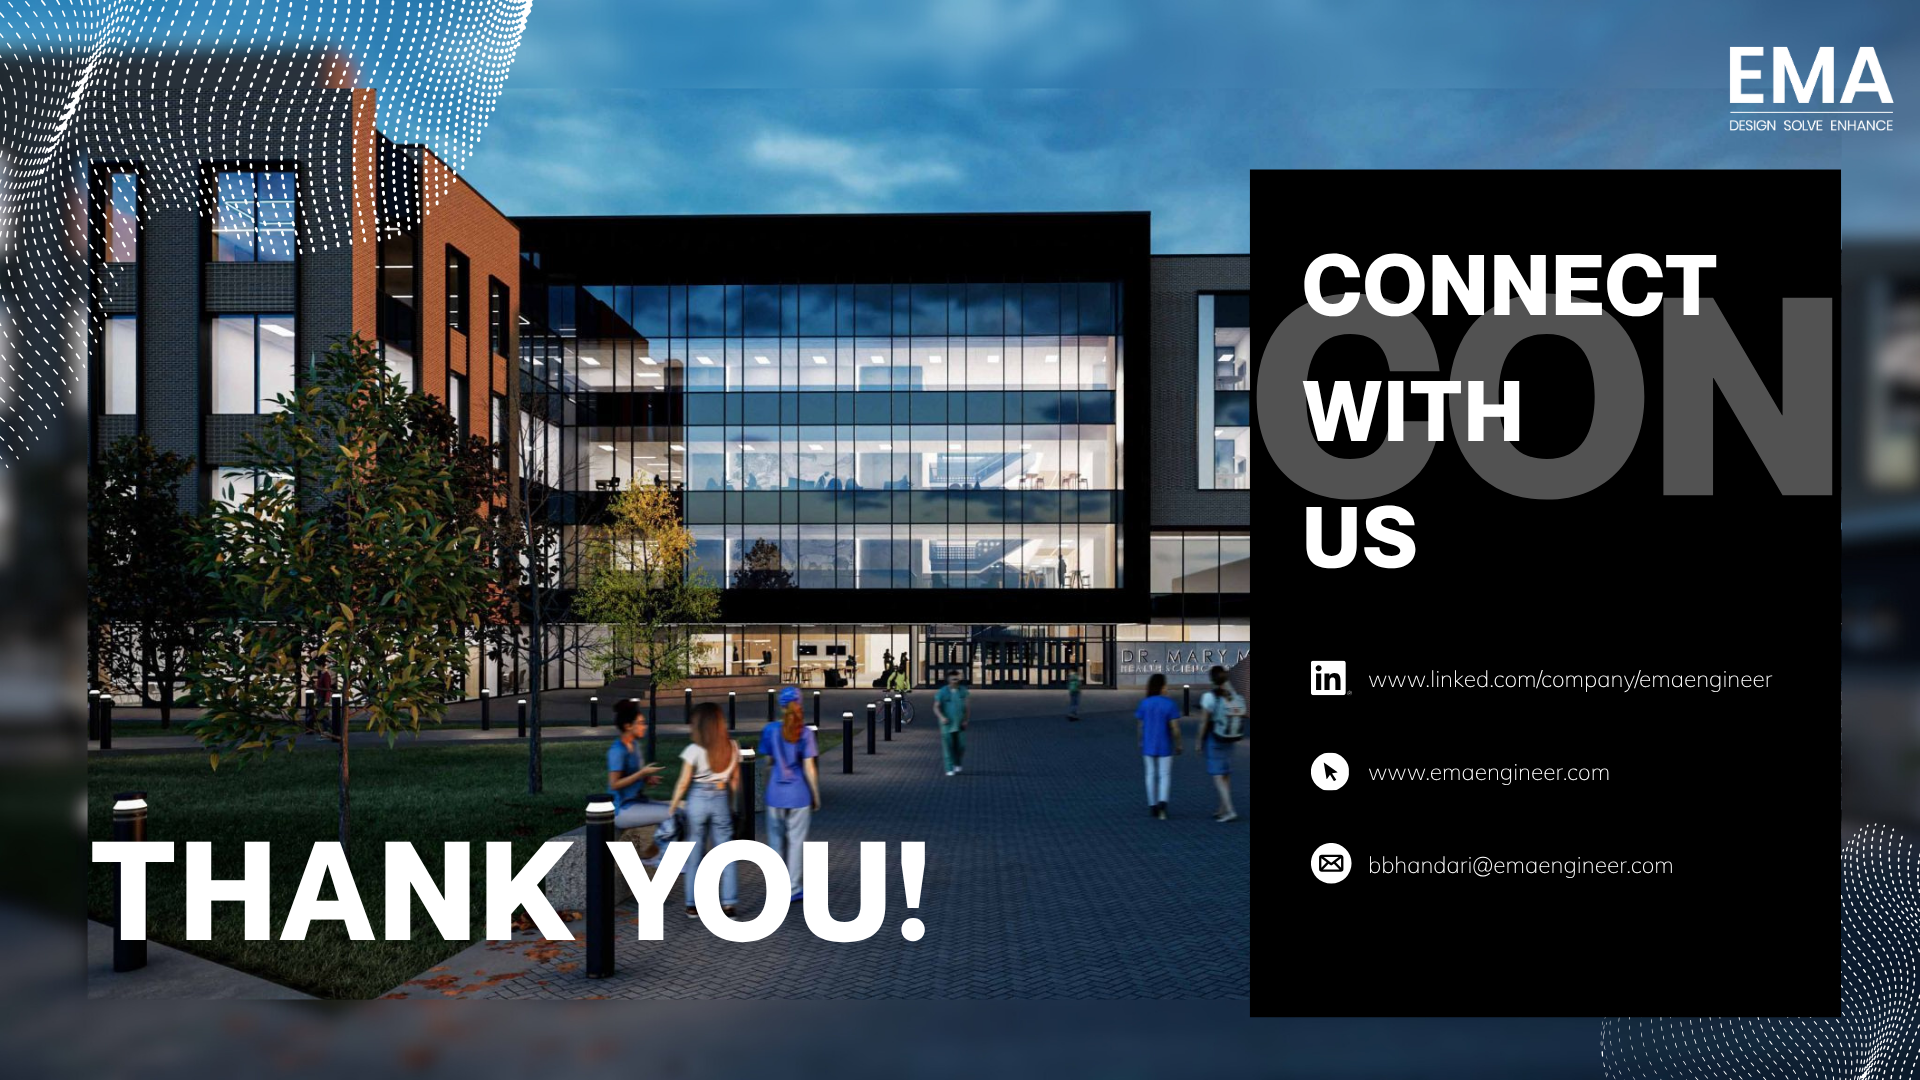 EMA
DESIGN SOLVE ENHANCE
CONNECT
WITH
US
CON
in
www.linked.com/company/emaengineer
www.emaengineer.com
bbhandari@emaengineer.com
DR. MARY M
THANK YOU!